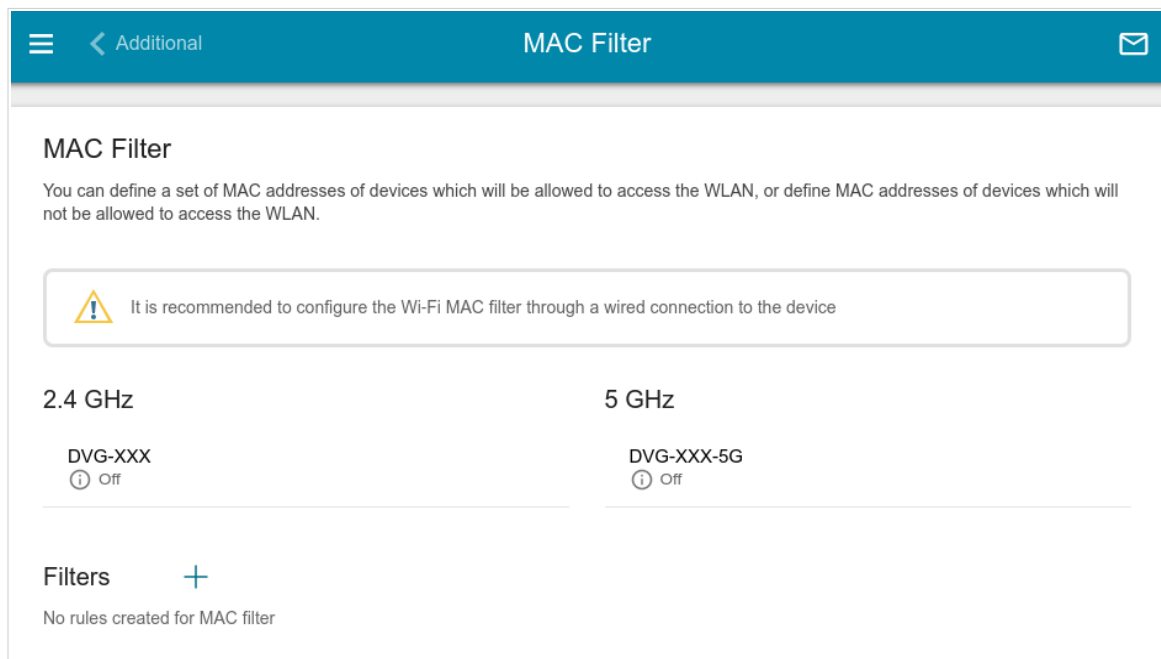 Additional
MAC Filter
MAC Filter
You can define a set of MAC addresses of devices which will be allowed to access the WLAN, or define MAC addresses of devices which will
not be allowed to access the WLAN.
It is recommended to configure the Wi-Fi MAC filter through a wired connection to the device
2.4 GHz
5 GHz
DVG-XXX
Off
DVG-XXX-5G
Off
Filters
No rules created for MAC filter